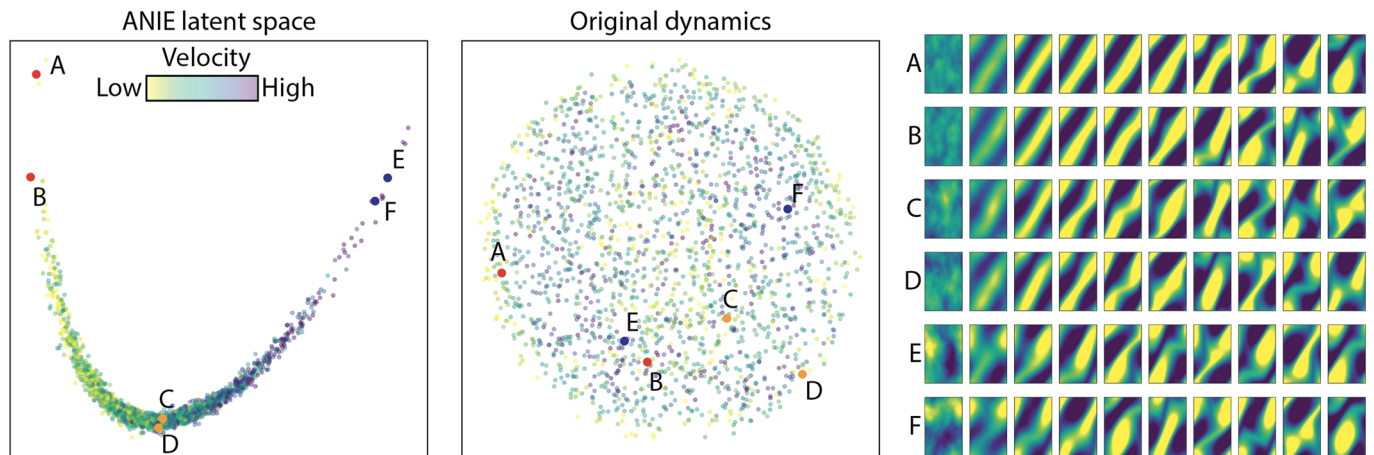 ANIE latent space
Velocity
Low High
A
B
C
D
E
F
Original dynamics
A
B
C
D
E
F
A
B
C
D
E
F